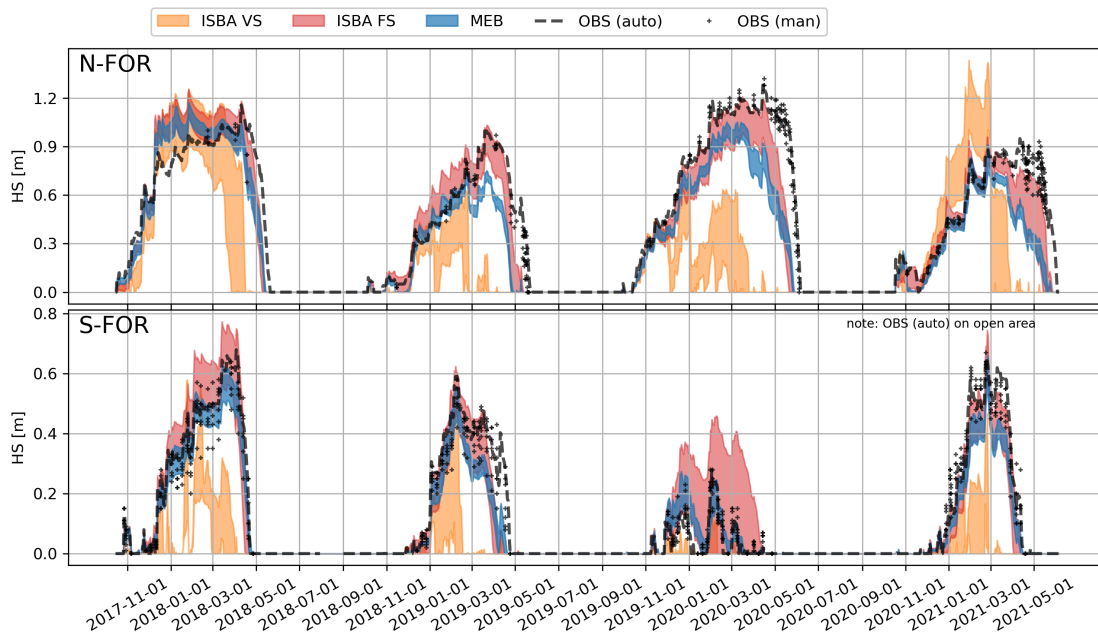 ISBA VS ISBA FS MEB OBS (auto) OBS (man)
N-FOR
HS [m]
1.2
0.9
0.6
0.3
0.0
S-FOR
note: OBS (auto) on open area
HS [m]
0.8
0.6
0.4
0.2
0.0
2017-11-01 2018-01-01 2018-03-01 2018-05-01 2018-07-01 2018-09-01 2018-11-01 2019-01-01 2019-03-01 2019-05-01 2019-07-01 2019-09-01 2019-11-01 2020-01-01 2020-03-01 2020-05-01 2020-07-01 2020-09-01 2020-11-01 2021-01-01 2021-03-01 2021-05-01